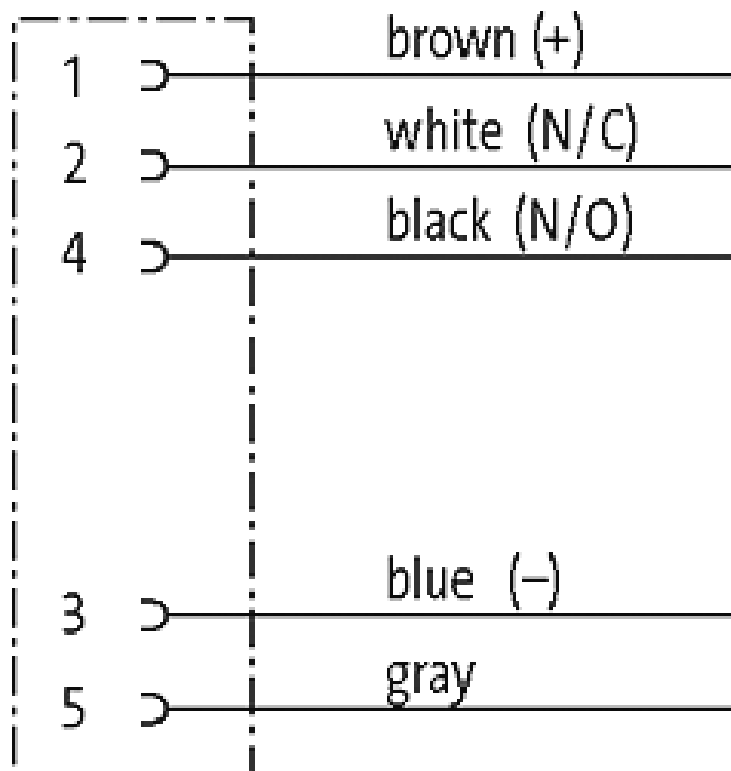 1 brown (+)
2 white (N/C)
4 black (N/O)
3 blue (–)
5 gray